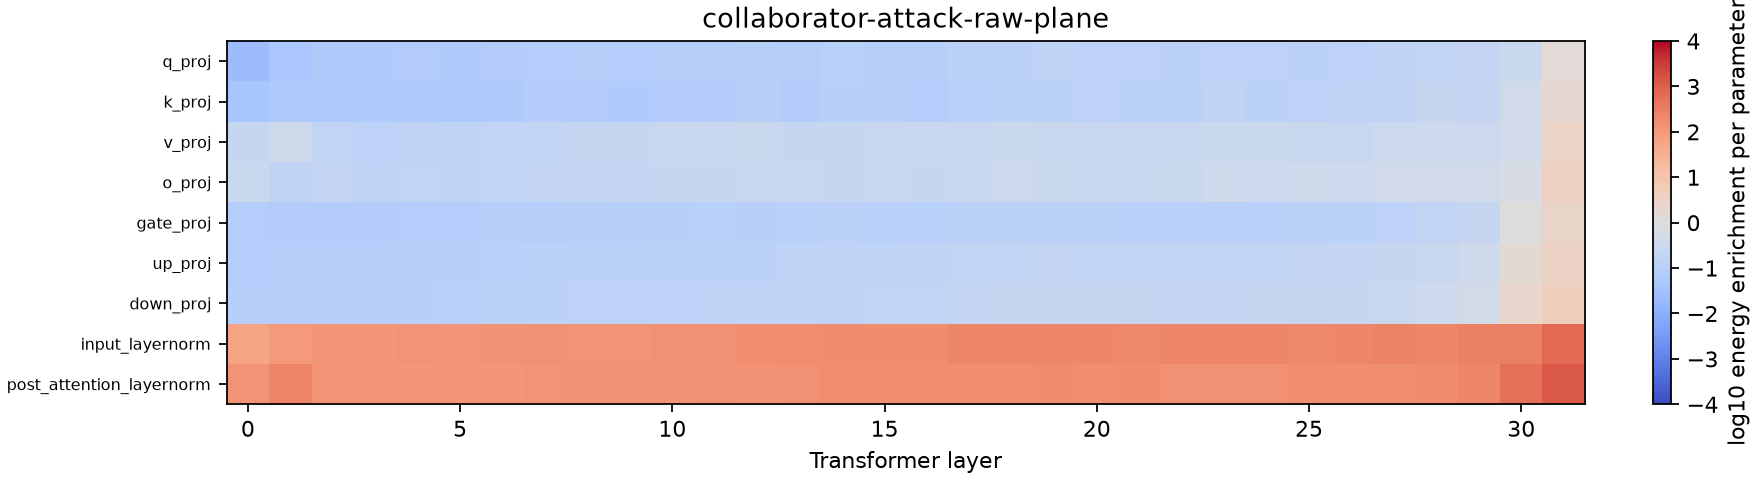 collaborator-attack-raw-plane
q_proj
k_proj
v_proj
o_proj
gate_proj
up_proj
down_proj
input_layernorm
post_attention_layernorm
0 5 10 15 20 25 30
Transformer layer
4
3
2
1
0
−1
−2
−3
−4
log10 energy enrichment per parameter